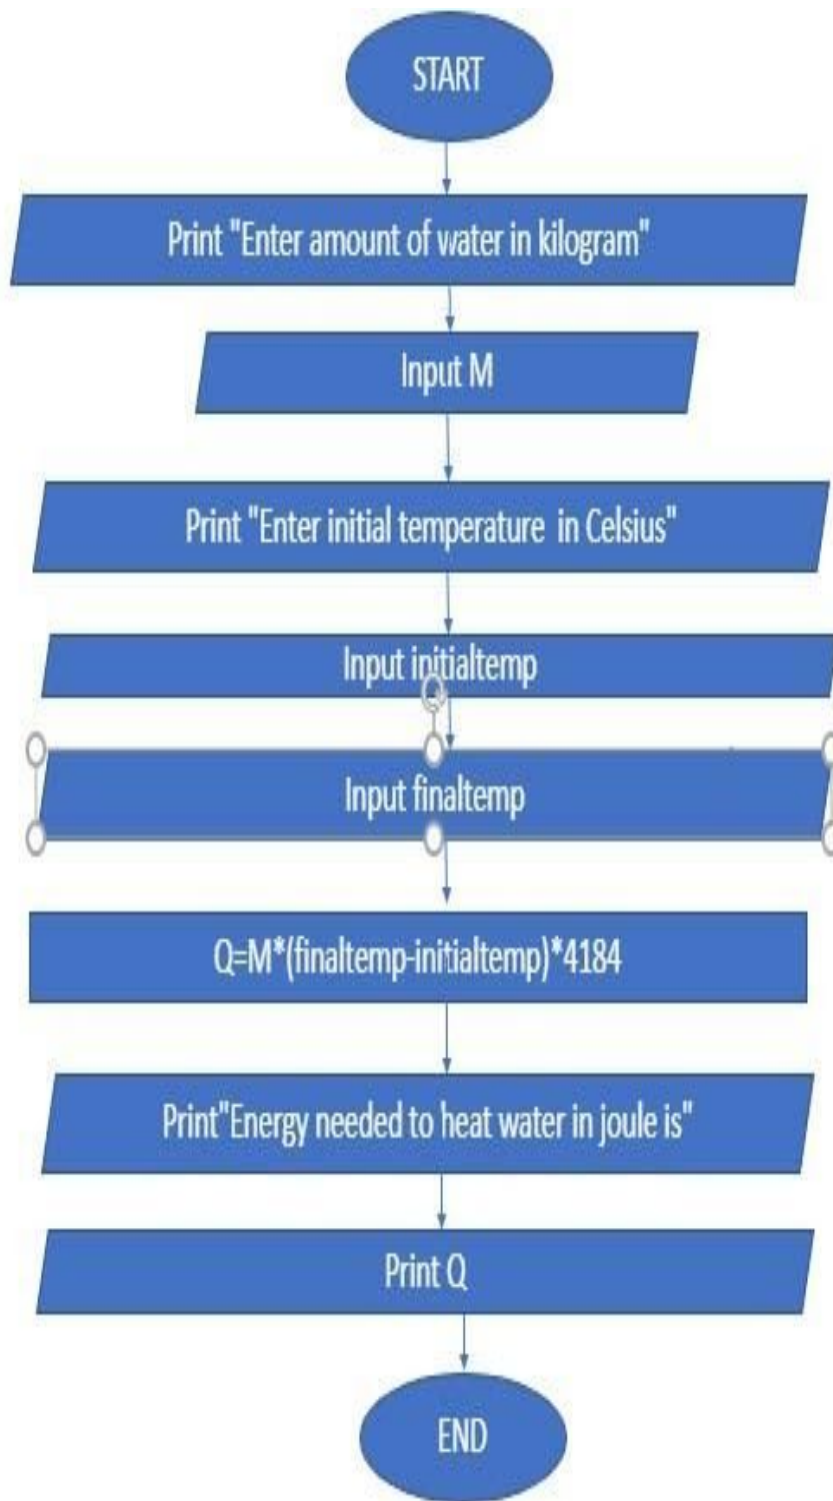 START
Print "Enter amount of water in kilogram"
Input M
Print "Enter initial temperature in Celsius"
Input initialtemp
Input finaltemp
Q=M*(finaltemp-initialtemp)*4184
Print"Energy needed to heat water in joule is"
Print Q
END